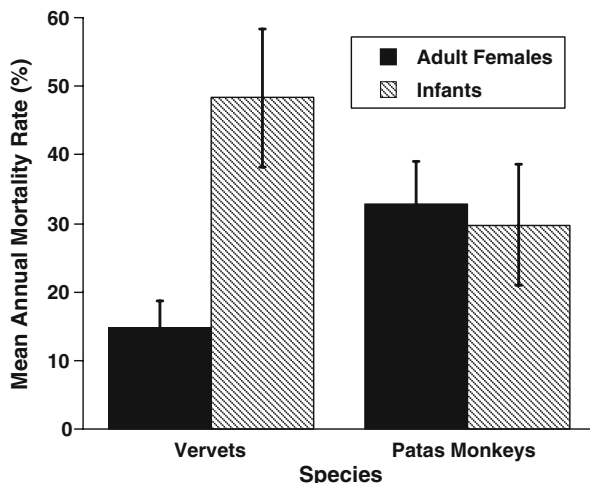 60
50
40
30
20
10
0
Mean Annual Mortality Rate (%)
Adult Females
Infants
Vervets
Patas Monkeys
Species